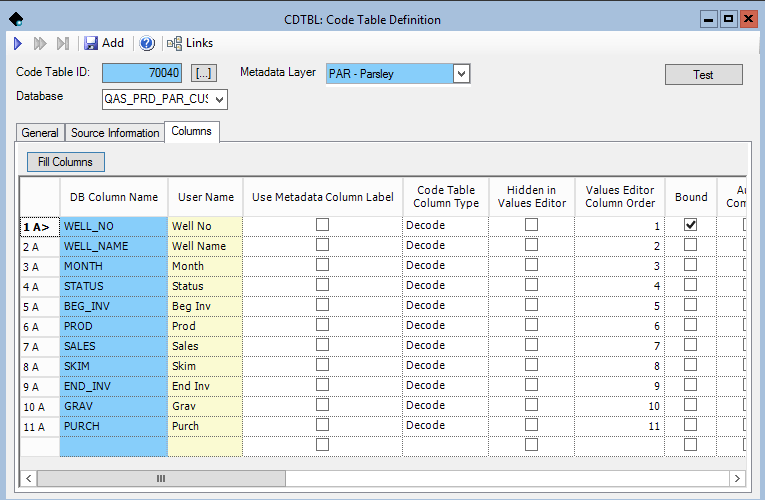 CDTBL: Code Table Definition
Add Links
Code Table ID: 70040 [...] Metadata Layer PAR - Parsley Test
Database QAS_PRD_PAR_CUS
General Source Information Columns
Fill Columns
DB Column Name User Name Use Metadata Column Label Code Table Column Type Hidden in Values Editor Values Editor Column Order Bound Au Com
1 A> WELL_NO Well No Decode 1
2 A WELL_NAME Well Name Decode 2
3 A MONTH Month Decode 3
4 A STATUS Status Decode 4
5 A BEG_INV Beg Inv Decode 5
6 A PROD Prod Decode 6
7 A SALES Sales Decode 7
8 A SKIM Skim Decode 8
9 A END_INV End Inv Decode 9
10 A GRAV Grav Decode 10
11 A PURCH Purch Decode 11